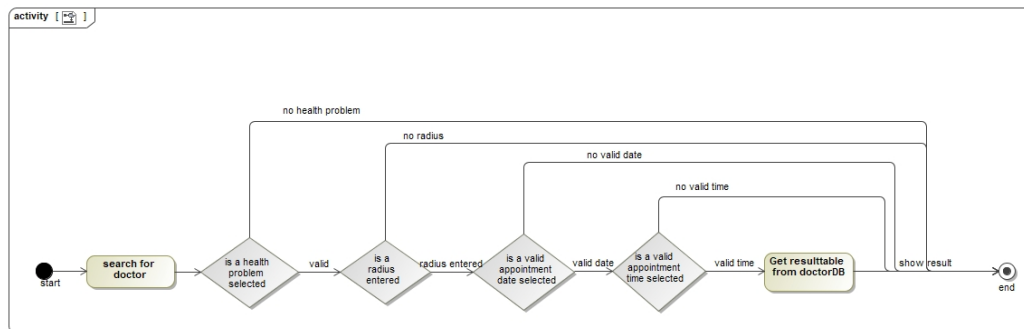 activity [ ]
no health problem
no radius
no valid date
no valid time
start
search for
doctor
is a health
problem
selected
valid
is a
radius
entered
radius entered
is a valid
appointment
date selected
valid date
is a valid
appointment
time selected
valid time
Get resulttable
from doctorDB
show result
end